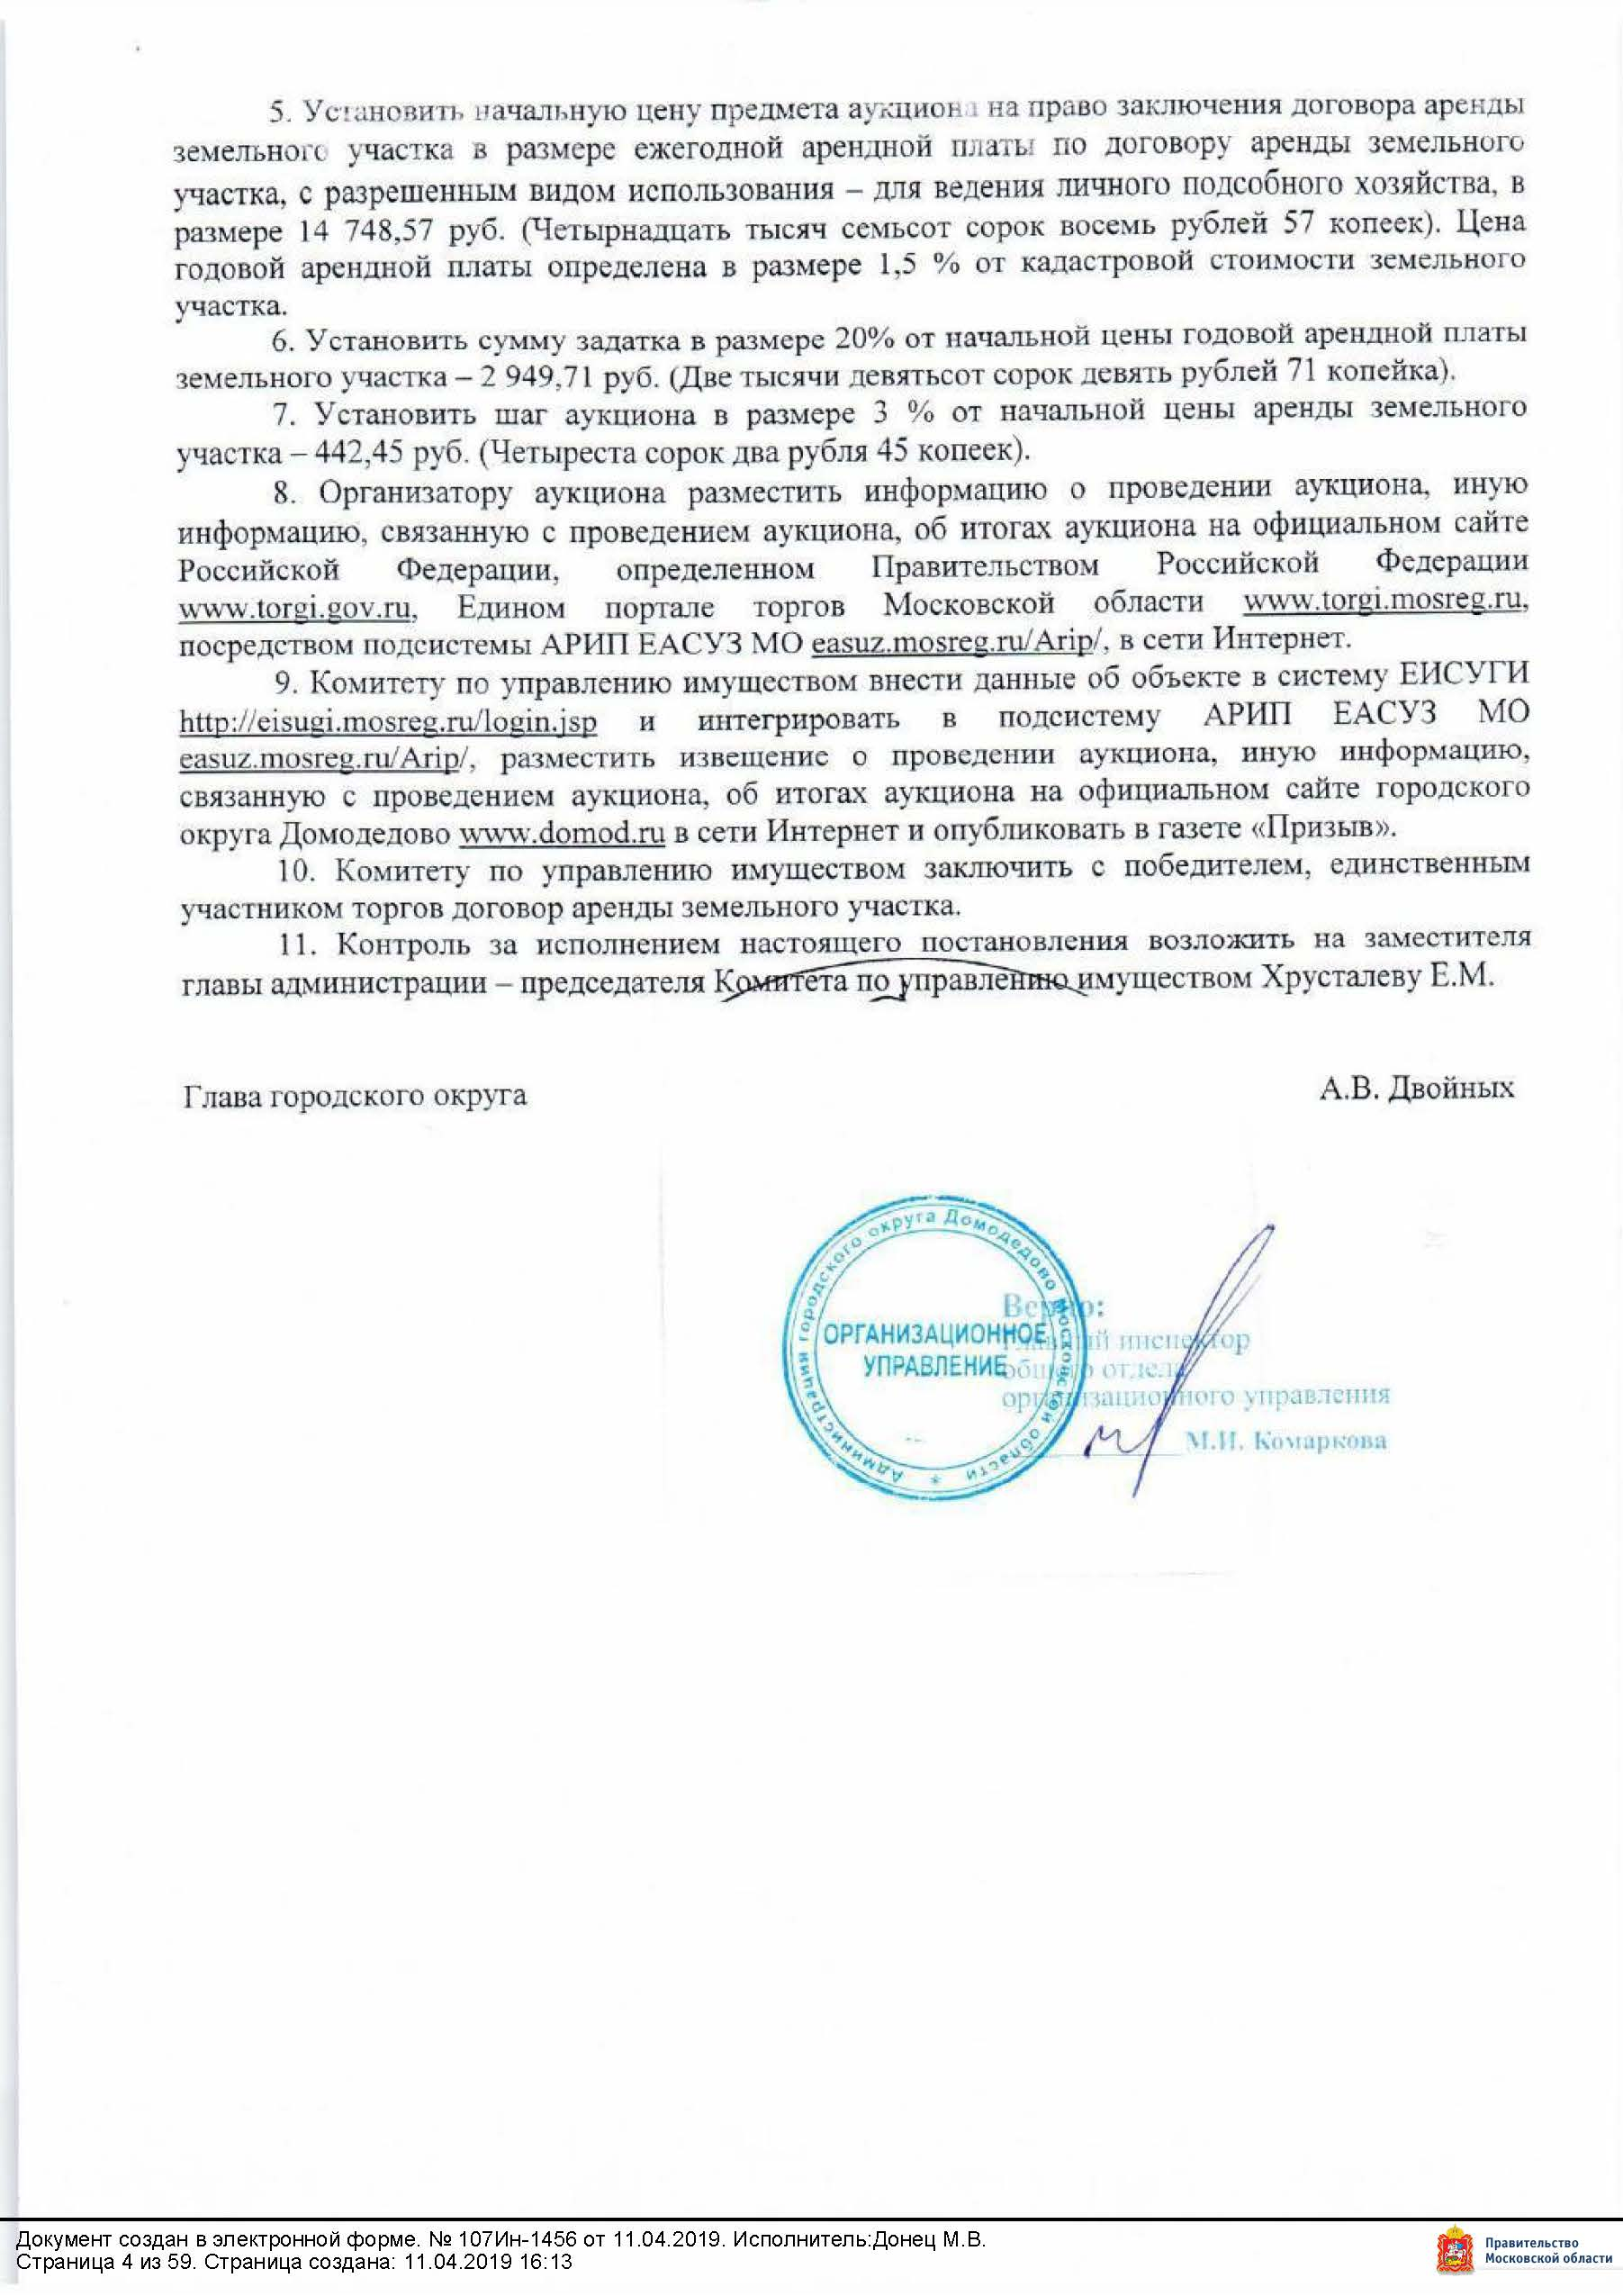 5. Установить начальную цену предмета аукциона на право заключения договора аренды
земельного участка в размере ежегодной арендной платы по договору аренды земельного
участка, с разрешенным видом использования – для ведения личного подсобного хозяйства, в
размере 14 748,57 руб. (Четырнадцать тысяч семьсот сорок восемь рублей 57 копеек). Цена
годовой арендной платы определена в размере 1,5 % от кадастровой стоимости земельного
участка.
6. Установить сумму задатка в размере 20% от начальной цены годовой арендной платы
земельного участка – 2 949,71 руб. (Две тысячи девятьсот сорок девять рублей 71 копейка).
7. Установить шаг аукциона в размере 3 % от начальной цены аренды земельного
участка – 442,45 руб. (Четыреста сорок два рубля 45 копеек).
8. Организатору аукциона разместить информацию о проведении аукциона, иную
информацию, связанную с проведением аукциона, об итогах аукциона на официальном сайте
Российской Федерации, определенном Правительством Российской Федерации
www.torgi.gov.ru, Едином портале торгов Московской области www.torgi.mosreg.ru,
посредством подсистемы АРИП ЕАСУЗ МО easuz.mosreg.ru/Arip/, в сети Интернет.
9. Комитету по управлению имуществом внести данные об объекте в систему ЕИСУГИ
http://eisugi.mosreg.ru/login.jsp и интегрировать в подсистему АРИП ЕАСУЗ МО
easuz.mosreg.ru/Arip/, разместить извещение о проведении аукциона, иную информацию,
связанную с проведением аукциона, об итогах аукциона на официальном сайте городского
округа Домодедово www.domod.ru в сети Интернет и опубликовать в газете «Призыв».
10. Комитету по управлению имуществом заключить с победителем, единственным
участником торгов договор аренды земельного участка.
11. Контроль за исполнением настоящего постановления возложить на заместителя
главы администрации – председателя Комитета по управлению имуществом Хрусталеву Е.М.
Глава городского округа А.В. Двойных
Администрация городского округа Домодедово Московской области *
ОРГАНИЗАЦИОННОЕ
УПРАВЛЕНИЕ
Верно:
Главный инспектор
общего отдела
организационного управления
М.И. Комаркова
Документ создан в электронной форме. № 107Ин-1456 от 11.04.2019. Исполнитель:Донец М.В.
Страница 4 из 59. Страница создана: 11.04.2019 16:13
Правительство
Московской области